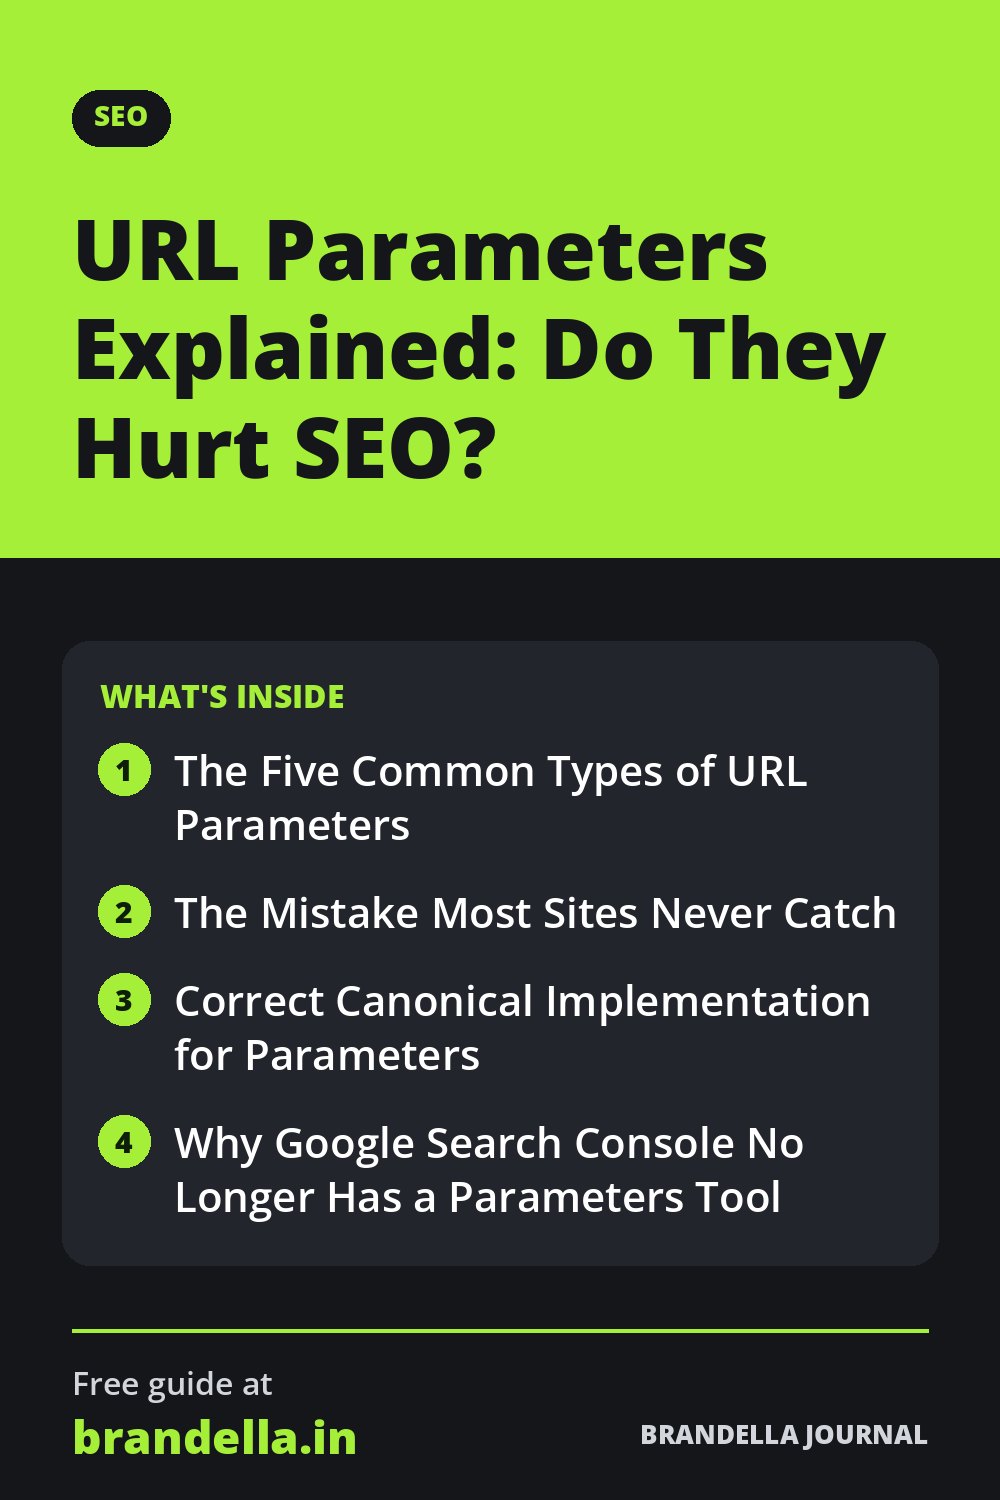 SEO
URL Parameters
Explained: Do They
Hurt SEO?
WHAT'S INSIDE
1 The Five Common Types of URL
Parameters
2 The Mistake Most Sites Never Catch
3 Correct Canonical Implementation
for Parameters
4 Why Google Search Console No
Longer Has a Parameters Tool
Free guide at
brandella.in
BRANDELLA JOURNAL